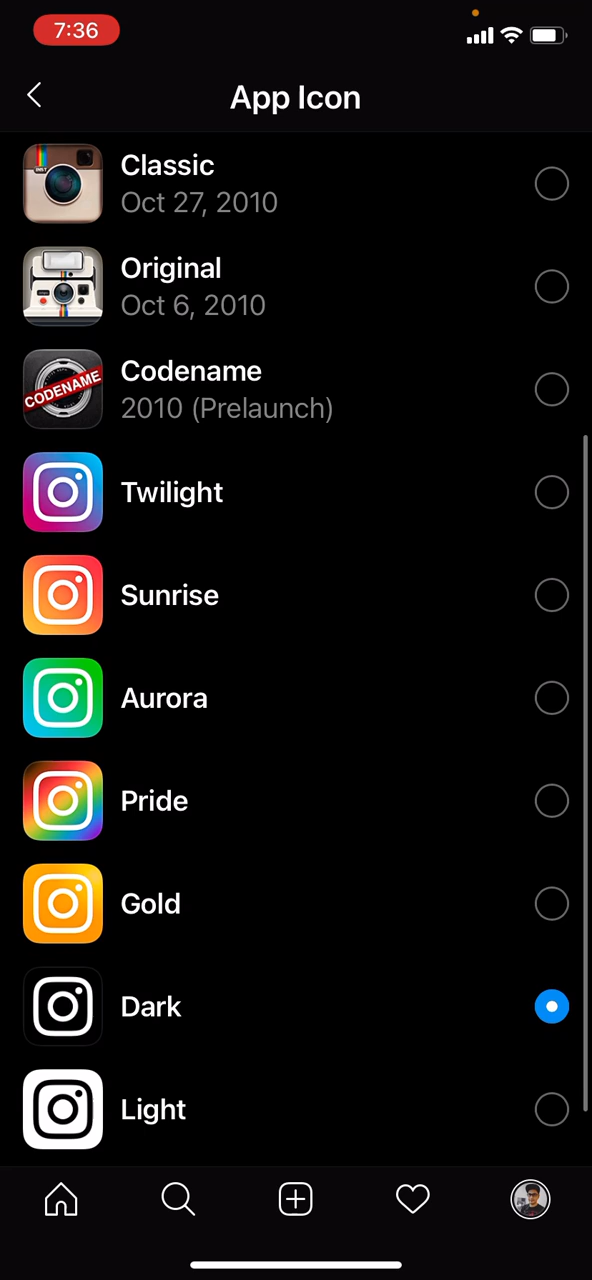 7:36
App Icon
Classic
Oct 27, 2010
Original
Oct 6, 2010
CODENAME
Codename
2010 (Prelaunch)
Twilight
Sunrise
Aurora
Pride
Gold
Dark
Light